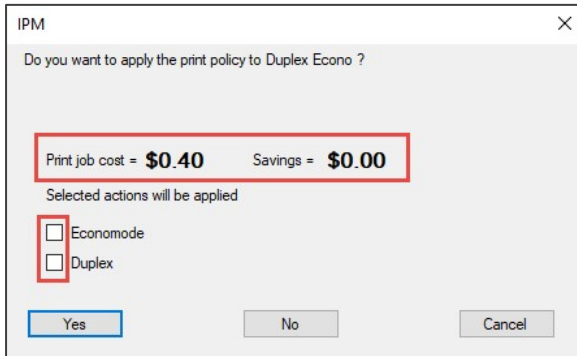 IPM
Do you want to apply the print policy to Duplex Econo ?
Print job cost = $0.40 Savings = $0.00
Selected actions will be applied
Economode
Duplex
Yes No Cancel